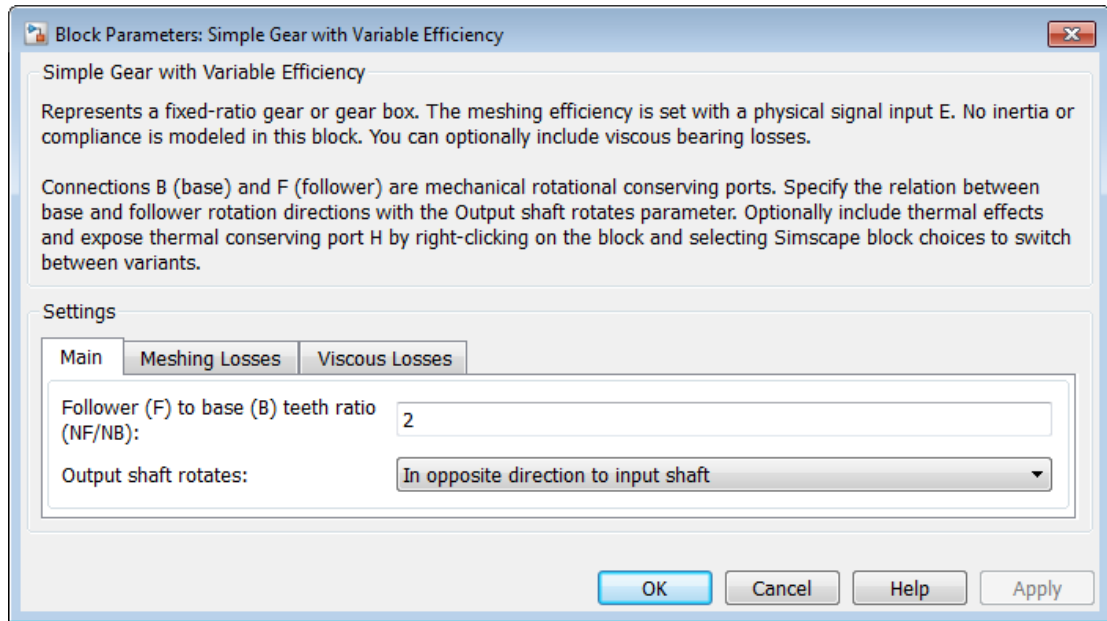 Block Parameters: Simple Gear with Variable Efficiency
Simple Gear with Variable Efficiency
Represents a fixed-ratio gear or gear box. The meshing efficiency is set with a physical signal input E. No inertia or
compliance is modeled in this block. You can optionally include viscous bearing losses.
Connections B (base) and F (follower) are mechanical rotational conserving ports. Specify the relation between
base and follower rotation directions with the Output shaft rotates parameter. Optionally include thermal effects
and expose thermal conserving port H by right-clicking on the block and selecting Simscape block choices to switch
between variants.
Settings
Main Meshing Losses Viscous Losses
Follower (F) to base (B) teeth ratio
(NF/NB):
2
Output shaft rotates: In opposite direction to input shaft
OK Cancel Help Apply